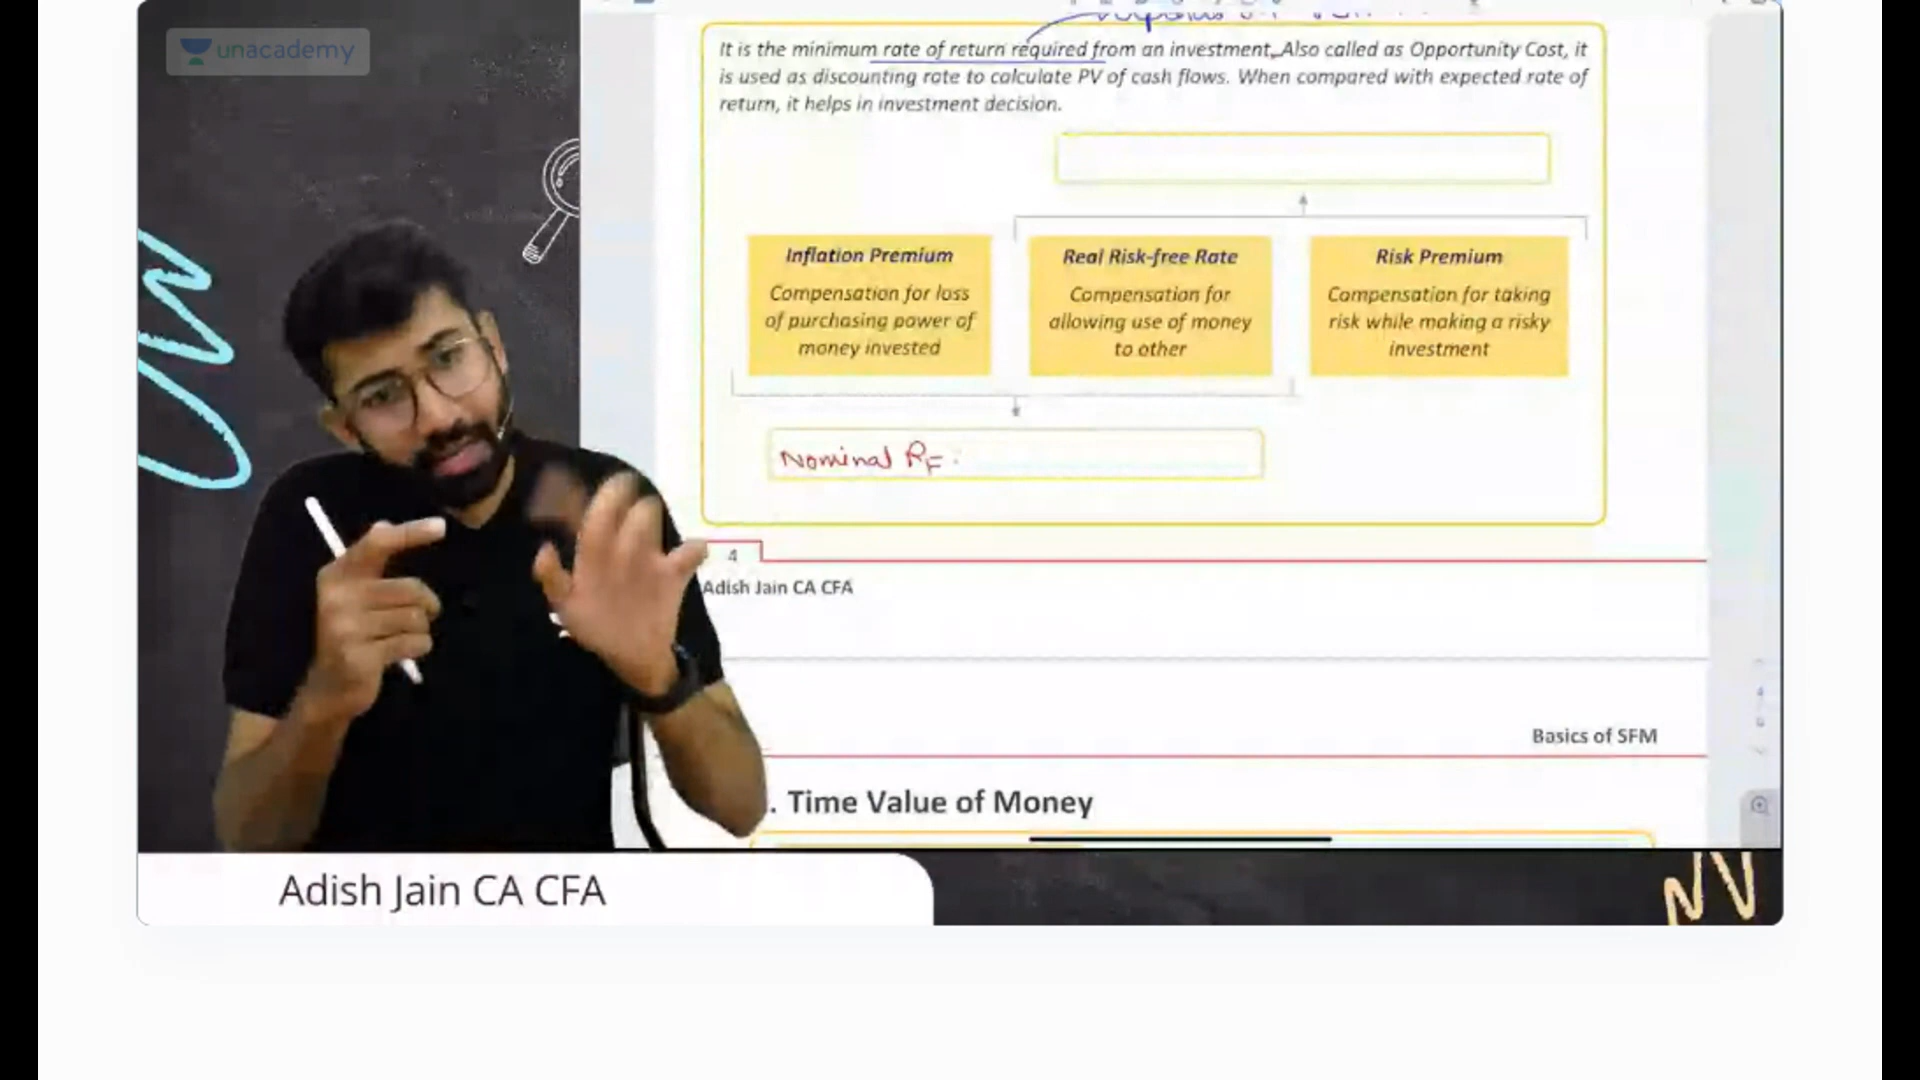 unacademy
It is the minimum rate of return required from an investment. Also called as Opportunity Cost, it
is used as discounting rate to calculate PV of cash flows. When compared with expected rate of
return, it helps in investment decision.
Inflation Premium
Compensation for loss
of purchasing power of
money invested
Real Risk-free Rate
Compensation for
allowing use of money
to other
Risk Premium
Compensation for taking
risk while making a risky
investment
Nominal RF :
4
Adish Jain CA CFA
Basics of SFM
. Time Value of Money
Adish Jain CA CFA